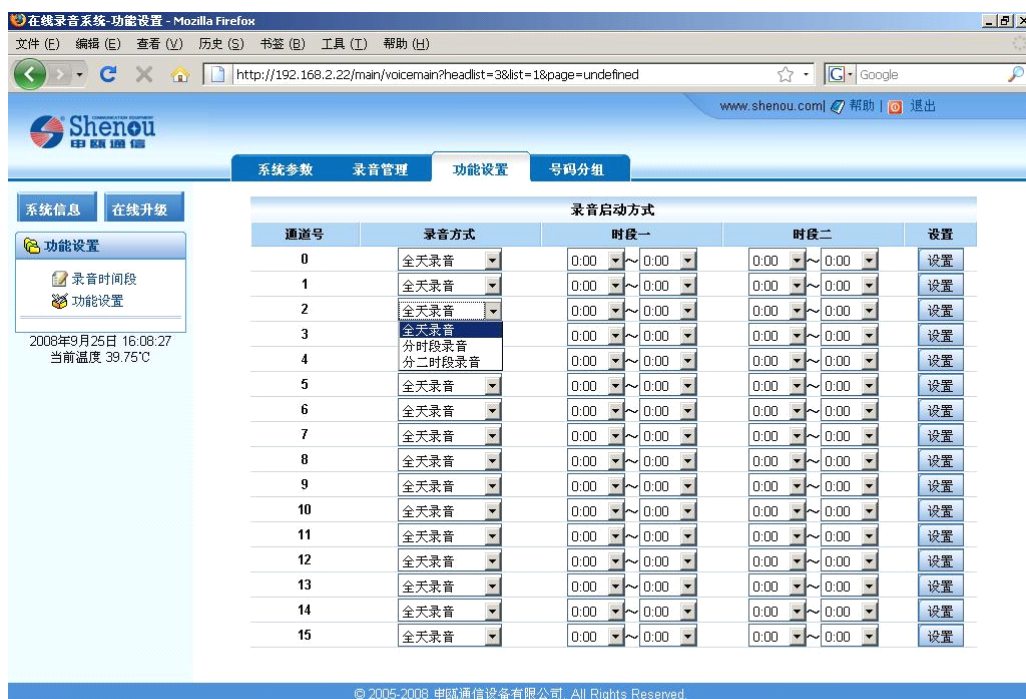 在线录音系统-功能设置 - Mozilla Firefox
文件 (F) 编辑 (E) 查看 (V) 历史 (S) 书签 (B) 工具 (T) 帮助 (H)
http://192.168.2.22/main/voicemain?headlist=3&list=1&page=undefined
G Google
www.shenou.com| 帮助 | 退出
Shenou
COMMUNICATION EQUIPMENT
申瓯通信
系统参数 录音管理 功能设置 号码分组
系统信息 在线升级
功能设置
录音时间段
功能设置
2008年9月25日 16:08:27
当前温度 39.75℃
录音启动方式
通道号 录音方式 时段一 时段二 设置
0 全天录音 0:00 ~ 0:00 0:00 ~ 0:00 设置
1 全天录音 0:00 ~ 0:00 0:00 ~ 0:00 设置
2 全天录音 0:00 ~ 0:00 0:00 ~ 0:00 设置
全天录音
分时段录音
分二时段录音
3 0:00 ~ 0:00 0:00 ~ 0:00 设置
4 0:00 ~ 0:00 0:00 ~ 0:00 设置
5 全天录音 0:00 ~ 0:00 0:00 ~ 0:00 设置
6 全天录音 0:00 ~ 0:00 0:00 ~ 0:00 设置
7 全天录音 0:00 ~ 0:00 0:00 ~ 0:00 设置
8 全天录音 0:00 ~ 0:00 0:00 ~ 0:00 设置
9 全天录音 0:00 ~ 0:00 0:00 ~ 0:00 设置
10 全天录音 0:00 ~ 0:00 0:00 ~ 0:00 设置
11 全天录音 0:00 ~ 0:00 0:00 ~ 0:00 设置
12 全天录音 0:00 ~ 0:00 0:00 ~ 0:00 设置
13 全天录音 0:00 ~ 0:00 0:00 ~ 0:00 设置
14 全天录音 0:00 ~ 0:00 0:00 ~ 0:00 设置
15 全天录音 0:00 ~ 0:00 0:00 ~ 0:00 设置
© 2005-2008 申瓯通信设备有限公司. All Rights Reserved.